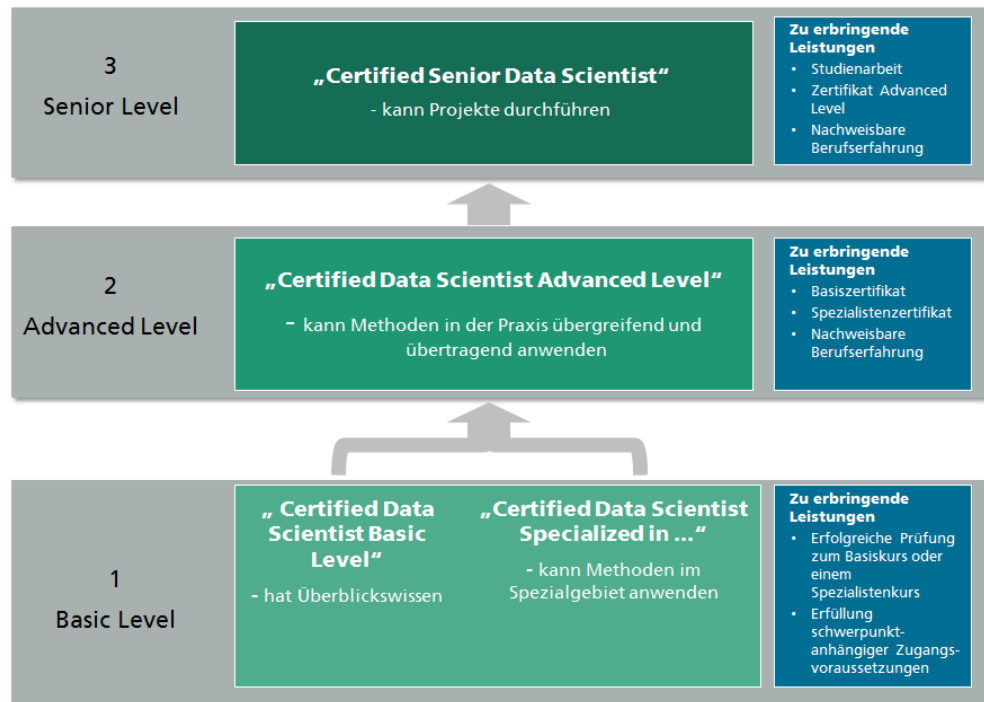 3
Senior Level
„Certified Senior Data Scientist“
- kann Projekte durchführen
Zu erbringende
Leistungen
• Studienarbeit
• Zertifikat Advanced
Level
• Nachweisbare
Berufserfahrung
2
Advanced Level
„Certified Data Scientist Advanced Level“
- kann Methoden in der Praxis übergreifend und
übertragend anwenden
Zu erbringende
Leistungen
• Basiszertifikat
• Spezialistenzertifikat
• Nachweisbare
Berufserfahrung
1
Basic Level
„ Certified Data
Scientist Basic
Level“
- hat Überblickswissen
„Certified Data Scientist
Specialized in ...“
- kann Methoden im
Spezialgebiet anwenden
Zu erbringende
Leistungen
• Erfolgreiche Prüfung
zum Basiskurs oder
einem
Spezialistenkurs
• Erfüllung
schwerpunkt-
anhängiger Zugangs-
voraussetzungen